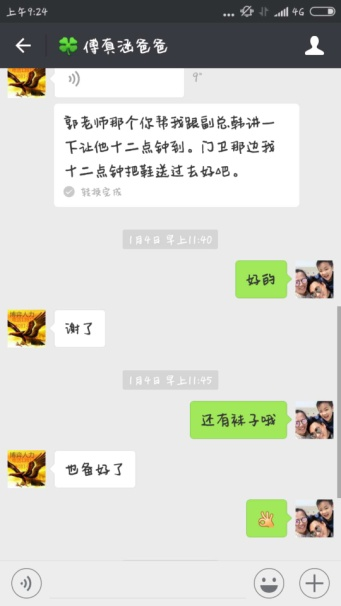 上午9:24
4G
傅真涵爸爸
9"
郭老师那个你帮我跟副总韩讲一
下让他十二点钟到。门卫那边我
十二点钟把鞋送过去好吧。
转换完成
1月4日 早上11:40
好的
谢了
1月4日 早上11:45
还有袜子哦
也备好了